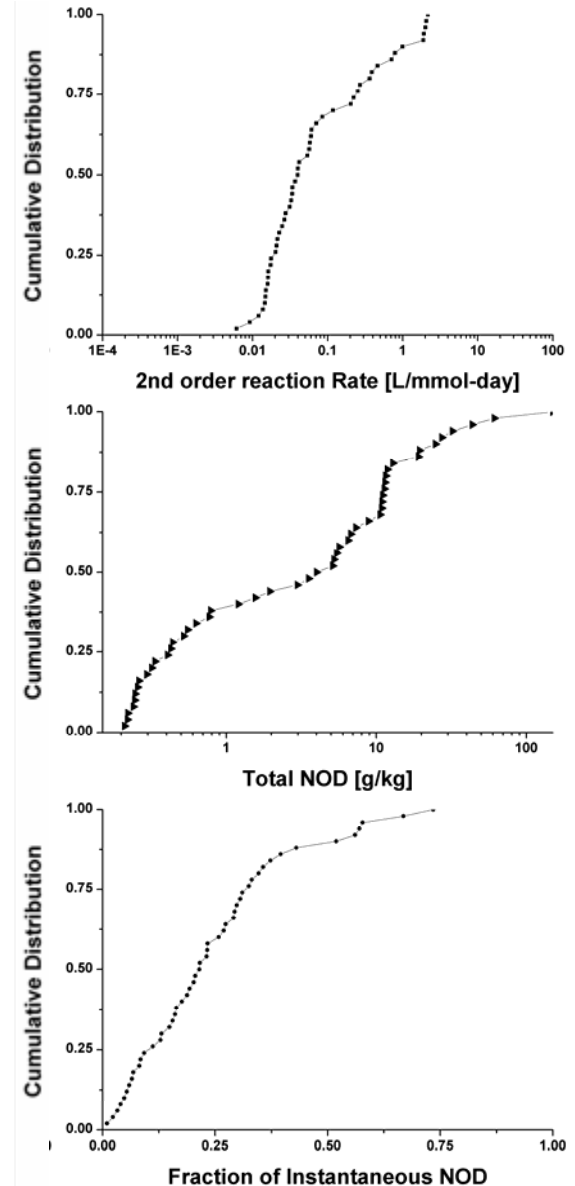 1.00
0.75
0.50
0.25
0.00
Cumulative Distribution
1E-4 1E-3 0.01 0.1 1 10 100
2nd order reaction Rate [L/mmol-day]
1.00
0.75
0.50
0.25
0.00
Cumulative Distribution
1 10 100
Total NOD [g/kg]
1.00
0.75
0.50
0.25
0.00
Cumulative Distribution
0.00 0.25 0.50 0.75 1.00
Fraction of Instantaneous NOD